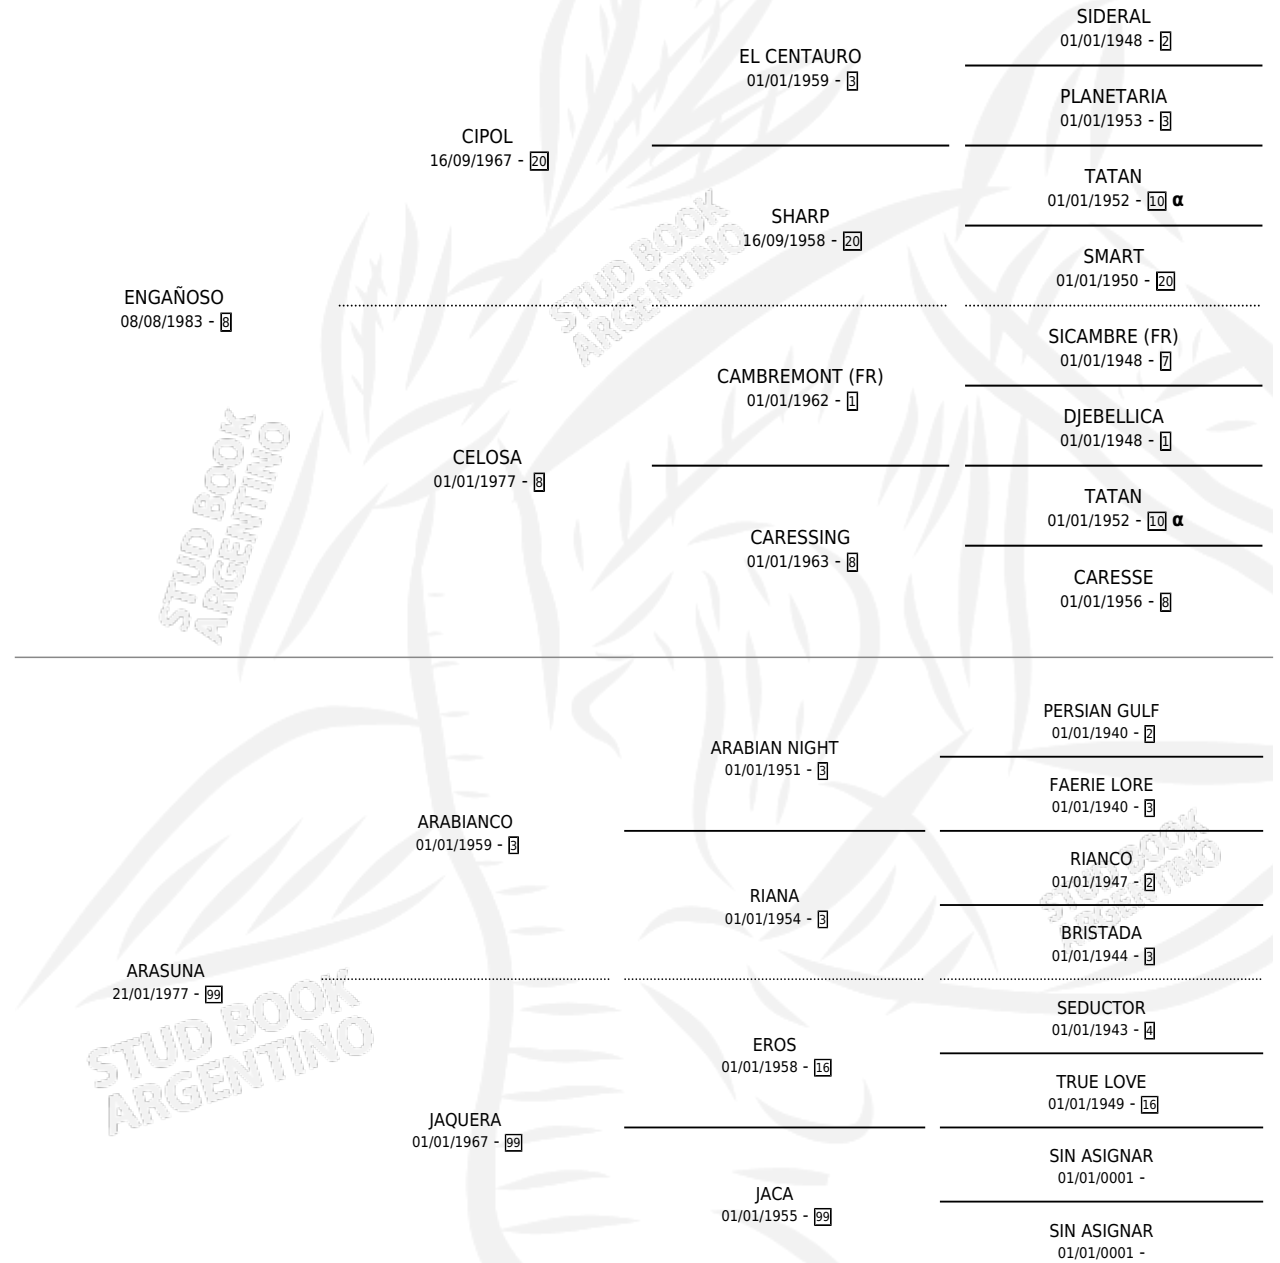 SIDERAL
01/01/1948 - 2
EL CENTAURO
01/01/1959 - 3
PLANETARIA
01/01/1953 - 3
CIPOL
16/09/1967 - 20
TATAN
01/01/1952 - 10 α
SHARP
16/09/1958 - 20
SMART
01/01/1950 - 20
STUD BOOK
ARGENTINO
ENGAÑOSO
08/08/1983 - 8
SICAMBRE (FR)
01/01/1948 - 7
CAMBREMONT (FR)
01/01/1962 - 1
DJEBELLICA
01/01/1948 - 1
CELOSA
01/01/1977 - 8
TATAN
01/01/1952 - 10 α
CARESSING
01/01/1963 - 8
CARESSE
01/01/1956 - 8
STUD BOOK
ARGENTINO
PERSIAN GULF
01/01/1940 - 2
ARABIAN NIGHT
01/01/1951 - 3
FAERIE LORE
01/01/1940 - 3
ARABIANCO
01/01/1959 - 3
RIANCO
01/01/1947 - 2
RIANA
01/01/1954 - 3
BRISTADA
01/01/1944 - 3
STUD BOOK
ARGENTINO
ARASUNA
21/01/1977 - 99
SEDUCTOR
01/01/1943 - 4
EROS
01/01/1958 - 16
TRUE LOVE
01/01/1949 - 16
STUD BOOK
ARGENTINO
JAQUERA
01/01/1967 - 99
SIN ASIGNAR
01/01/0001 -
JACA
01/01/1955 - 99
SIN ASIGNAR
01/01/0001 -